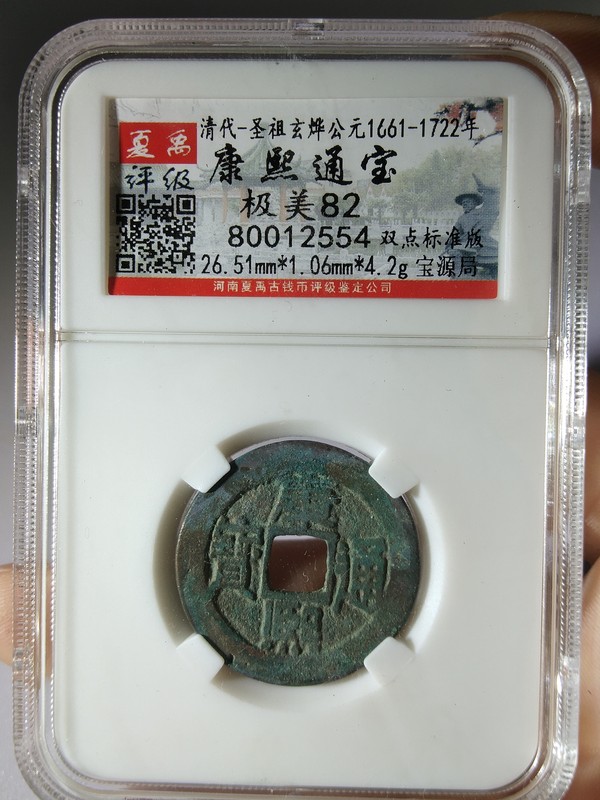 清代-圣祖玄烨公元1661-1722年
夏禹
评级
康熙通宝
极美82
80012554 双点标准版
26.51mm*1.06mm*4.2g 宝源局
河南夏禹古钱币评级鉴定公司
康熙通寳